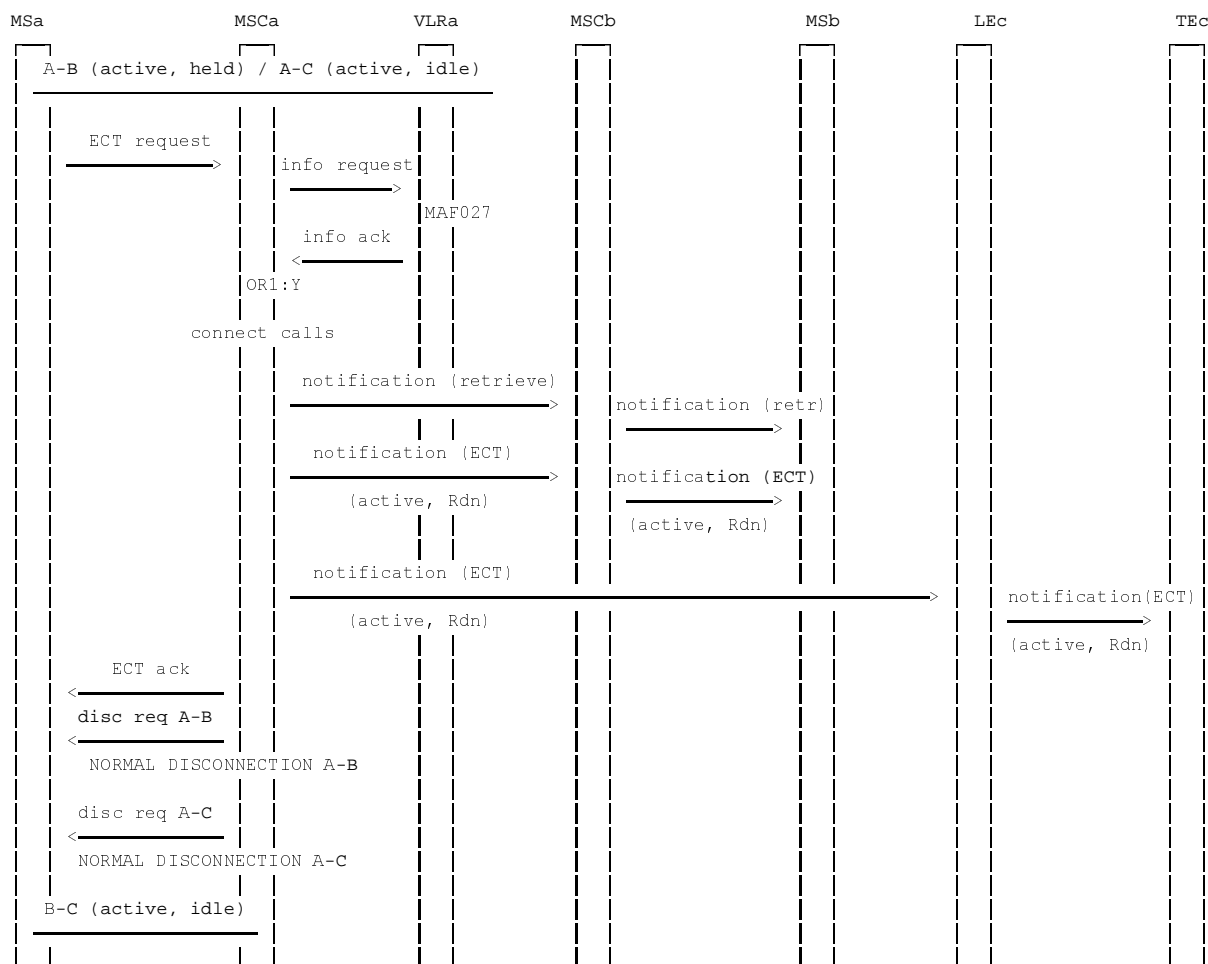 MSa MSCa VLRa MSCb MSb LEc TEc
A-B (active, held) / A-C (active, idle)
ECT request
info request
MAF027
info ack
OR1:Y
connect calls
notification (retrieve)
notification (retr)
notification (ECT)
notification (ECT)
(active, Rdn)
(active, Rdn)
notification (ECT)
notification(ECT)
(active, Rdn)
(active, Rdn)
ECT ack
disc req A-B
NORMAL DISCONNECTION A-B
disc req A-C
NORMAL DISCONNECTION A-C
B-C (active, idle)